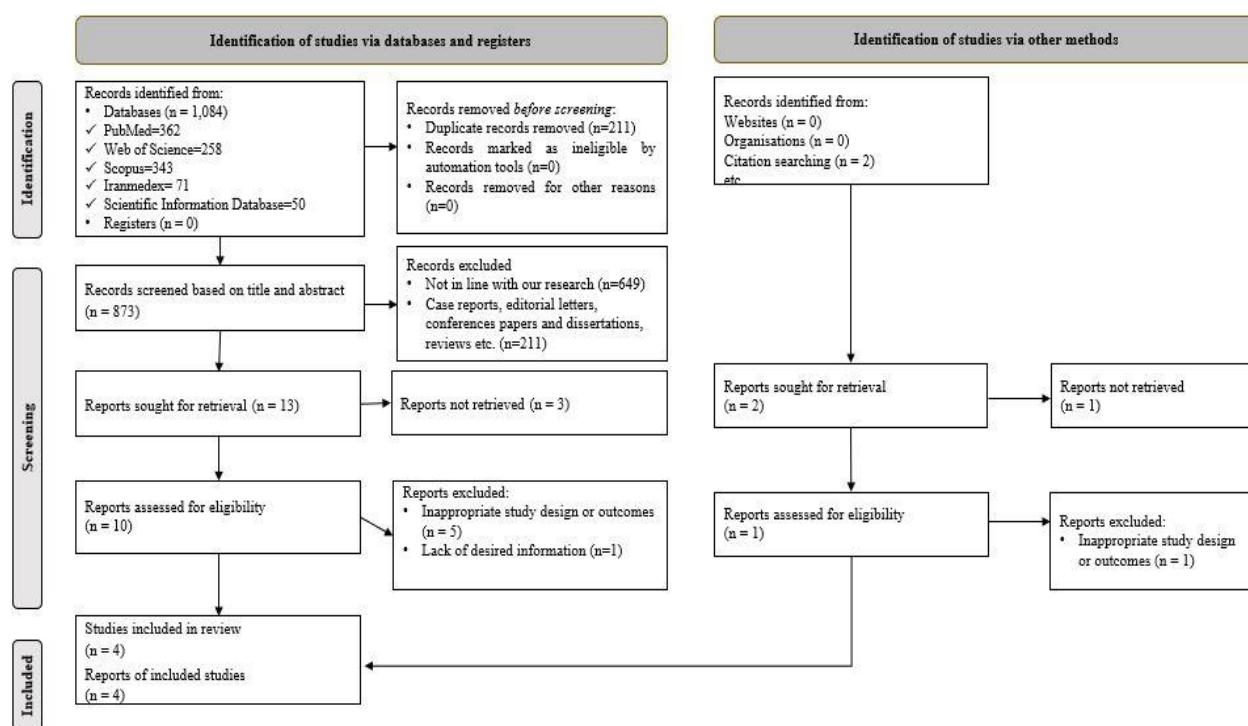 Identification of studies via databases and registers
Identification of studies via other methods
Identification
Records identified from:
• Databases (n = 1,084)
✓ PubMed=362
✓ Web of Science=258
✓ Scopus=343
✓ Iranmedex= 71
✓ Scientific Information Database=50
• Registers (n = 0)
Records removed before screening:
• Duplicate records removed (n=211)
• Records marked as ineligible by
automation tools (n=0)
• Records removed for other reasons
(n=0)
Records identified from:
Websites (n = 0)
Organisations (n = 0)
Citation searching (n = 2)
etc
Screening
Records screened based on title and abstract
(n = 873)
Records excluded
• Not in line with our research (n=649)
• Case reports, editorial letters,
conferences papers and dissertations,
reviews etc. (n=211)
Reports sought for retrieval (n = 13)
Reports not retrieved (n = 3)
Reports sought for retrieval
(n = 2)
Reports not retrieved
(n = 1)
Reports assessed for eligibility
(n = 10)
Reports excluded:
• Inappropriate study design or outcomes
(n = 5)
• Lack of desired information (n=1)
Reports assessed for eligibility
(n = 1)
Reports excluded:
• Inappropriate study design
or outcomes (n = 1)
Included
Studies included in review
(n = 4)
Reports of included studies
(n = 4)